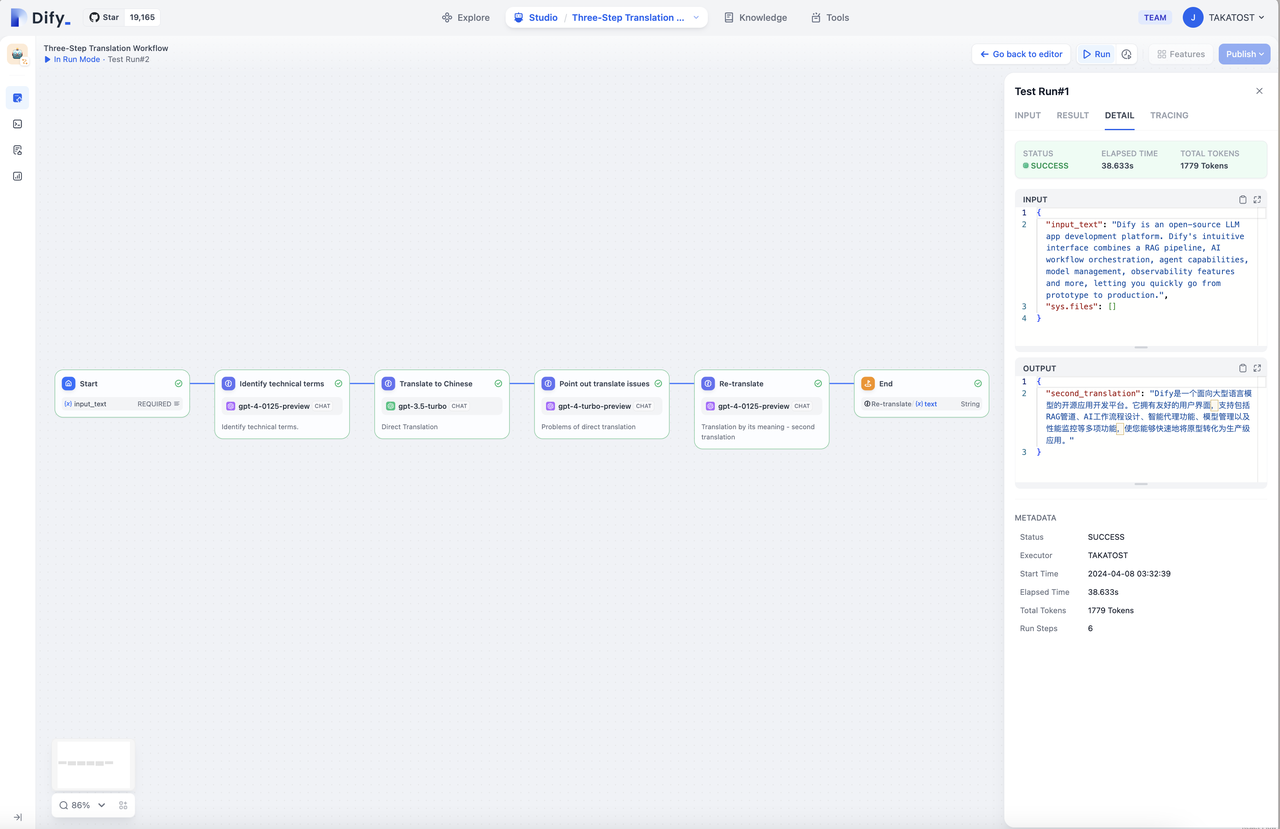 Dify_
Star 19,165
Explore
Studio / Three-Step Translation ...
Knowledge
Tools
TEAM
J TAKATOST
Three-Step Translation Workflow
In Run Mode · Test Run#2
Go back to editor
Run
Features
Publish
Start
{x} input_text REQUIRED
Identify technical terms
gpt-4-0125-preview CHAT
Identify technical terms.
Translate to Chinese
gpt-3.5-turbo CHAT
Direct Translation
Point out translate issues
gpt-4-turbo-preview CHAT
Problems of direct translation
Re-translate
gpt-4-0125-preview CHAT
Translation by its meaning - second
translation
End
Re-translate {x} text String
86%
Test Run#1
INPUT RESULT DETAIL TRACING
STATUS ELAPSED TIME TOTAL TOKENS
SUCCESS 38.633s 1779 Tokens
INPUT
1 {
2 "input_text": "Dify is an open-source LLM
app development platform. Dify's intuitive
interface combines a RAG pipeline, AI
workflow orchestration, agent capabilities,
model management, observability features
and more, letting you quickly go from
prototype to production.",
3 "sys.files": []
4 }
OUTPUT
1 {
2 "second_translation": "Dify是一个面向大型语言模
型的开源应用开发平台。它拥有友好的用户界面，支持包括
RAG管道、AI工作流程设计、智能代理功能、模型管理以及
性能监控等多项功能，使您能够快速地将原型转化为生产级
应用。"
3 }
METADATA
Status SUCCESS
Executor TAKATOST
Start Time 2024-04-08 03:32:39
Elapsed Time 38.633s
Total Tokens 1779 Tokens
Run Steps 6